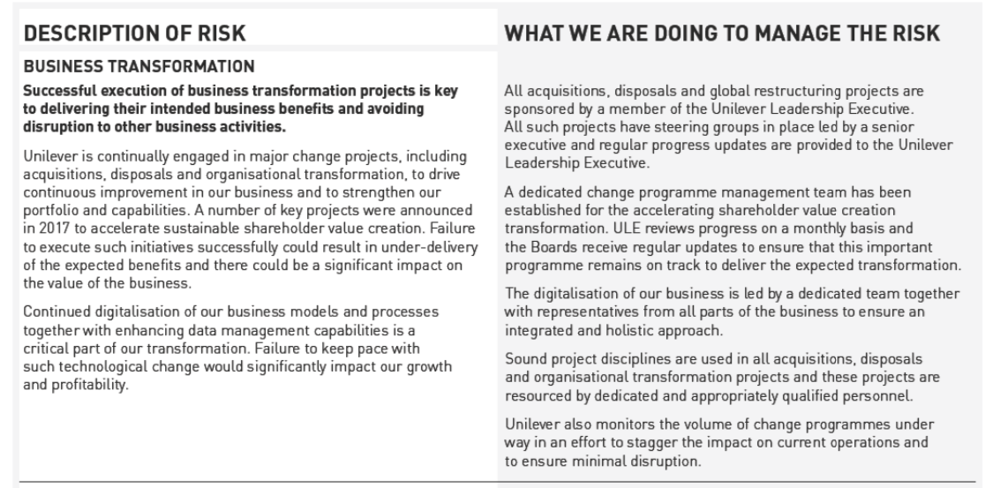 DESCRIPTION OF RISK
BUSINESS TRANSFORMATION
Successful execution of business transformation projects is key
to delivering their intended business benefits and avoiding
disruption to other business activities.
Unilever is continually engaged in major change projects, including
acquisitions, disposals and organisational transformation, to drive
continuous improvement in our business and to strengthen our
portfolio and capabilities. A number of key projects were announced
in 2017 to accelerate sustainable shareholder value creation. Failure
to execute such initiatives successfully could result in under-delivery
of the expected benefits and there could be a significant impact on
the value of the business.
Continued digitalisation of our business models and processes
together with enhancing data management capabilities is a
critical part of our transformation. Failure to keep pace with
such technological change would significantly impact our growth
and profitability.
WHAT WE ARE DOING TO MANAGE THE RISK
All acquisitions, disposals and global restructuring projects are
sponsored by a member of the Unilever Leadership Executive.
All such projects have steering groups in place led by a senior
executive and regular progress updates are provided to the Unilever
Leadership Executive.
A dedicated change programme management team has been
established for the accelerating shareholder value creation
transformation. ULE reviews progress on a monthly basis and
the Boards receive regular updates to ensure that this important
programme remains on track to deliver the expected transformation.
The digitalisation of our business is led by a dedicated team together
with representatives from all parts of the business to ensure an
integrated and holistic approach.
Sound project disciplines are used in all acquisitions, disposals
and organisational transformation projects and these projects are
resourced by dedicated and appropriately qualified personnel.
Unilever also monitors the volume of change programmes under
way in an effort to stagger the impact on current operations and
to ensure minimal disruption.